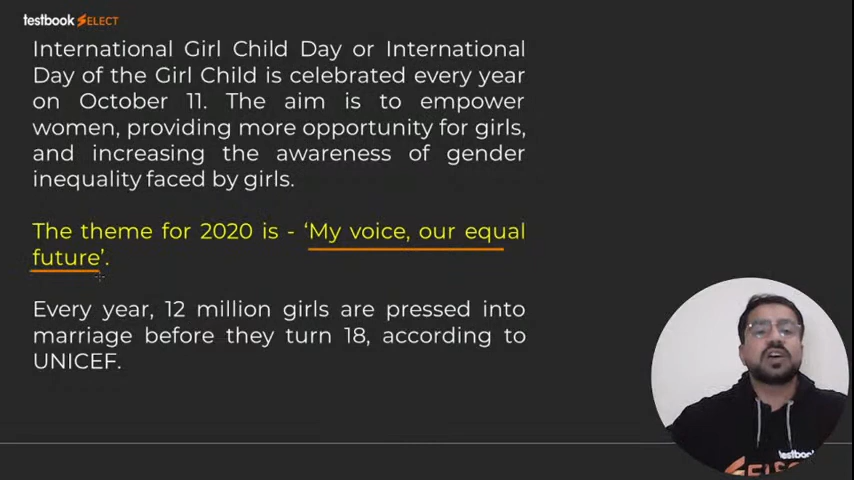 testbook SELECT
International Girl Child Day or International
Day of the Girl Child is celebrated every year
on October 11. The aim is to empower
women, providing more opportunity for girls,
and increasing the awareness of gender
inequality faced by girls.
The theme for 2020 is - ‘My voice, our equal
future’.
Every year, 12 million girls are pressed into
marriage before they turn 18, according to
UNICEF.
testbook